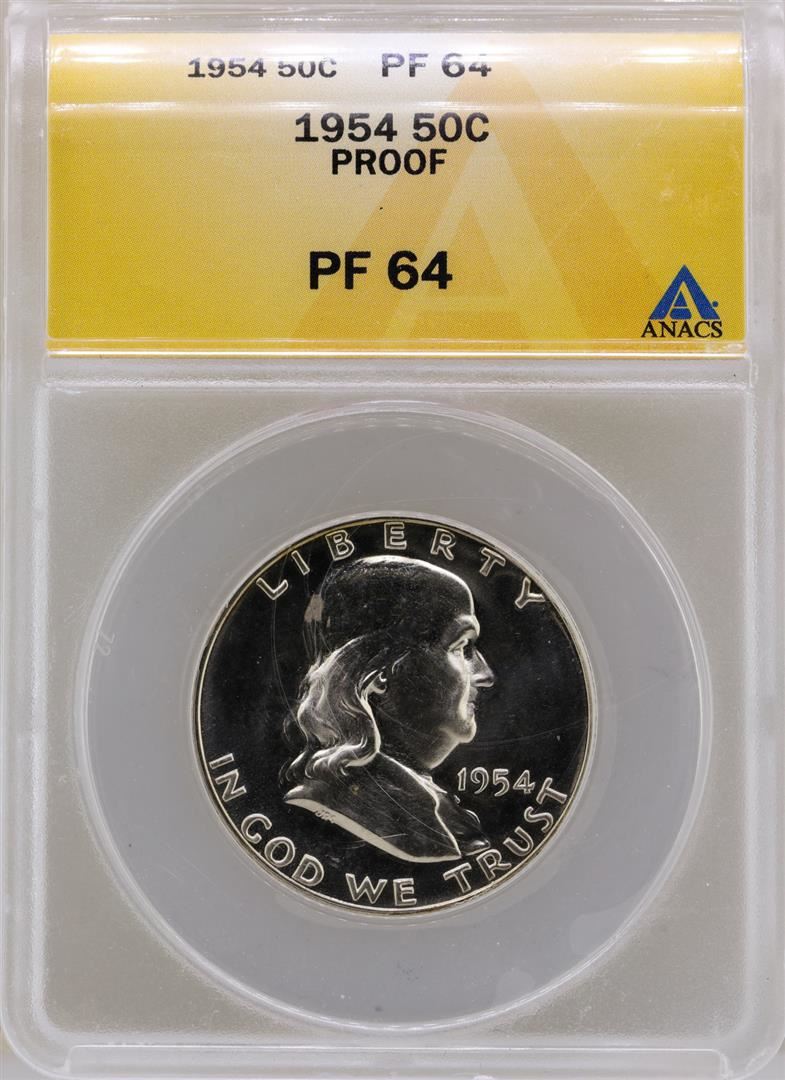 1954 50C PF 64
1954 50C
PROOF
PF 64
ANACS
LIBERTY
1954
IN GOD WE TRUST